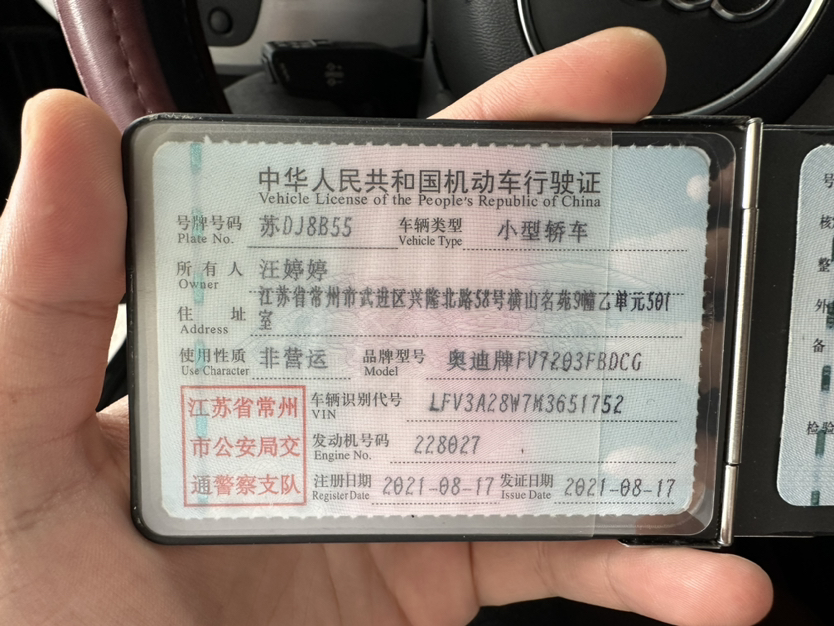 中华人民共和国机动车行驶证
Vehicle License of the People's Republic of China
号牌号码 苏DJ8B55 车辆类型 小型轿车
Plate No. Vehicle Type
所有人 汪婷婷
Owner
江苏省常州市武进区兴隆北路58号横山名苑9幢乙单元501
住址 室
Address
使用性质 非营运 品牌型号 奥迪牌FV7203FBDCG
Use Character Model
江苏省常州 车辆识别代号 LFV3A28W7M3651752
VIN
市公安局交 发动机号码 228027
Engine No.
通警察支队 注册日期 2021-08-17 发证日期 2021-08-17
Register Date Issue Date
号
核
整
外
备
检验